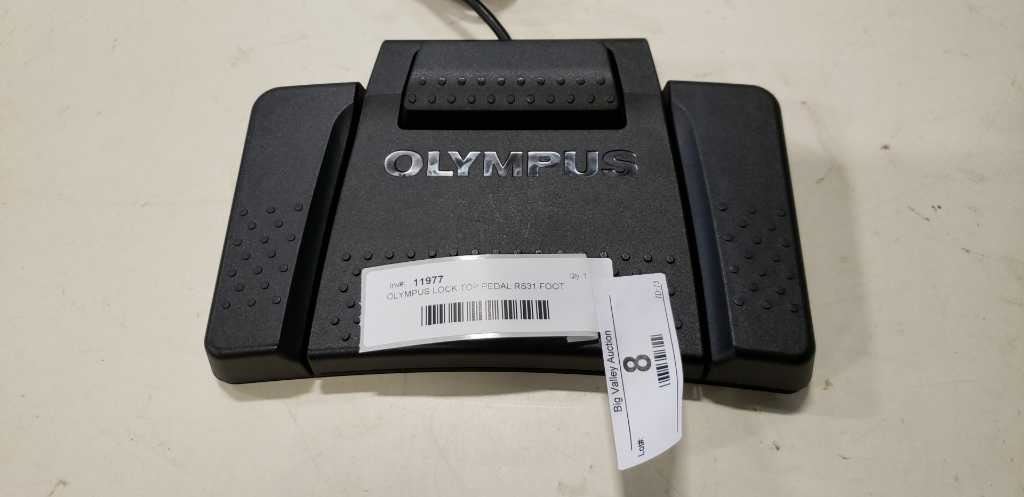 OLYMPUS
Inv#: 11977 Qty: 1
OLYMPUS LOCK TOP PEDAL RS31 FOOT
Big Valley Auction
Lot#: 8